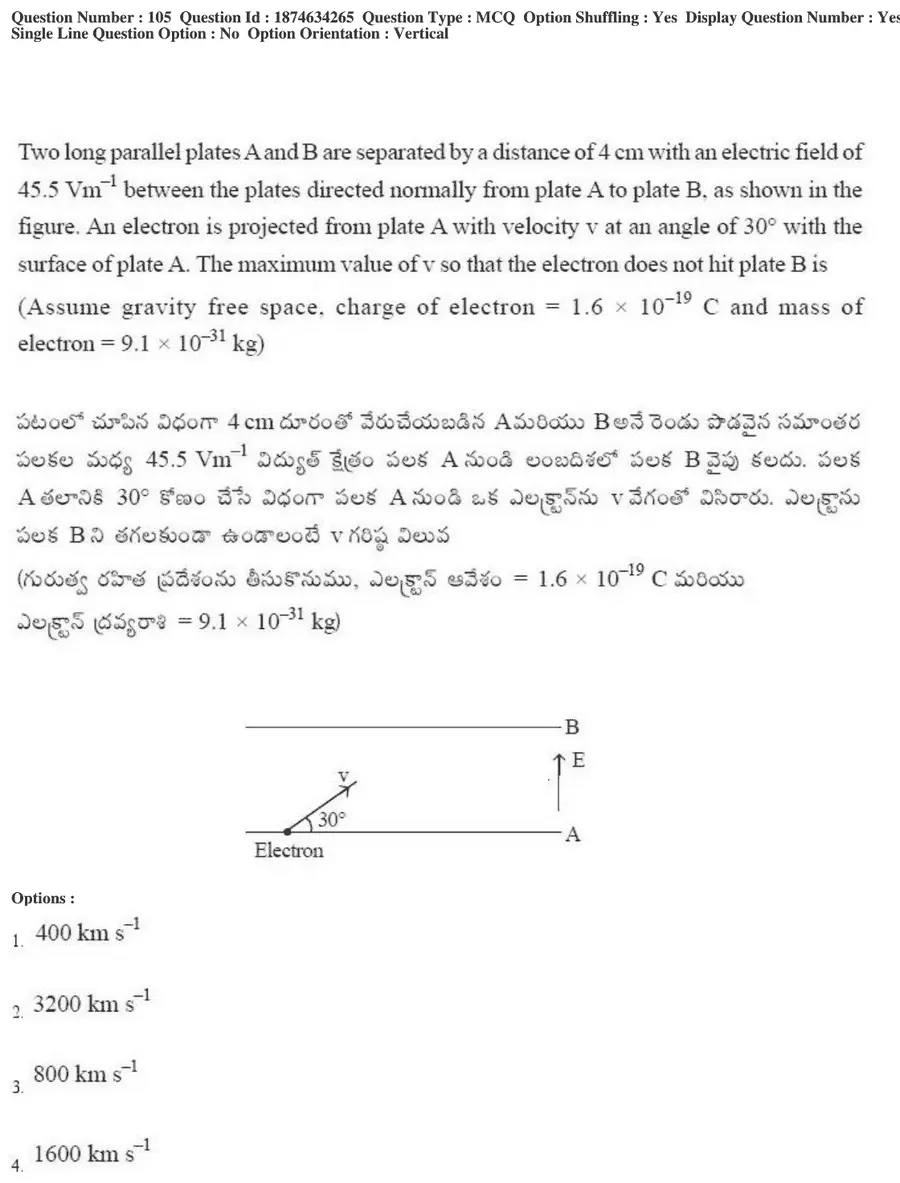 Question Number : 105 Question Id : 1874634265 Question Type : MCQ Option Shuffling : Yes Display Question Number : Yes
Single Line Question Option : No Option Orientation : Vertical
Two long parallel plates A and B are separated by a distance of 4 cm with an electric field of
45.5 Vm⁻¹ between the plates directed normally from plate A to plate B, as shown in the
figure. An electron is projected from plate A with velocity v at an angle of 30° with the
surface of plate A. The maximum value of v so that the electron does not hit plate B is
(Assume gravity free space, charge of electron = 1.6 × 10⁻¹⁹ C and mass of
electron = 9.1 × 10⁻³¹ kg)
పటంలో చూపిన విధంగా 4 cm దూరంతో వేరుచేయబడిన A మరియు B అనే రెండు పొడవైన సమాంతర
పలకల మధ్య 45.5 Vm⁻¹ విద్యుత్ క్షేత్రం పలక A నుండి లంబదిశలో పలక B వైపు కలదు. పలక
A తలానికి 30° కోణం చేసే విధంగా పలక A నుండి ఒక ఎలక్ట్రాన్‌ను v వేగంతో విసిరారు. ఎలక్ట్రాను
పలక B ని తగలకుండా ఉండాలంటే v గరిష్ఠ విలువ
(గురుత్వ రహిత ప్రదేశంను తీసుకొనుము, ఎలక్ట్రాన్ ఆవేశం = 1.6 × 10⁻¹⁹ C మరియు
ఎలక్ట్రాన్ ద్రవ్యరాశి = 9.1 × 10⁻³¹ kg)
B
E
v
30°
A
Electron
Options :
1. 400 km s⁻¹
2. 3200 km s⁻¹
3. 800 km s⁻¹
4. 1600 km s⁻¹